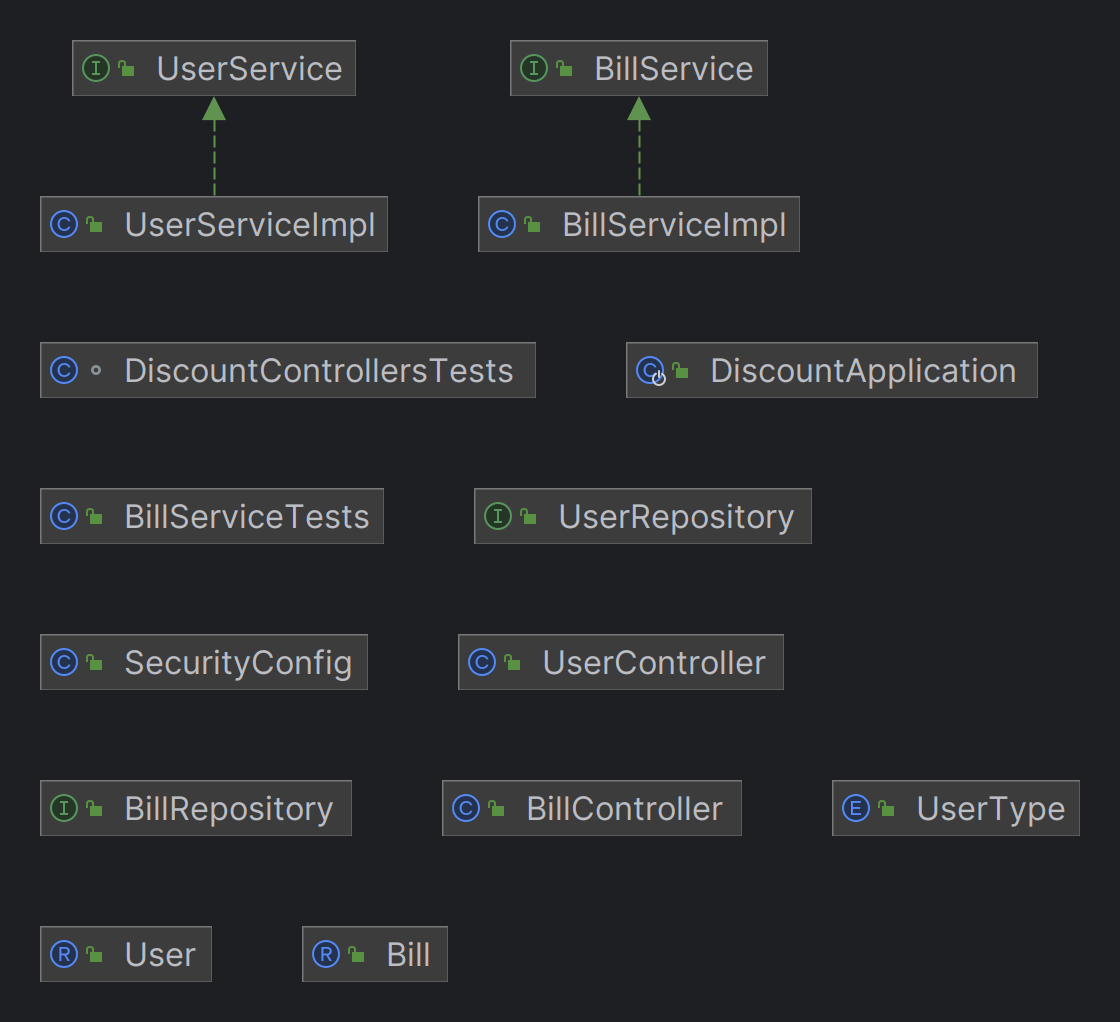 I UserService I BillService
C UserServiceImpl C BillServiceImpl
C DiscountControllersTests C DiscountApplication
C BillServiceTests I UserRepository
C SecurityConfig C UserController
I BillRepository C BillController E UserType
R User R Bill